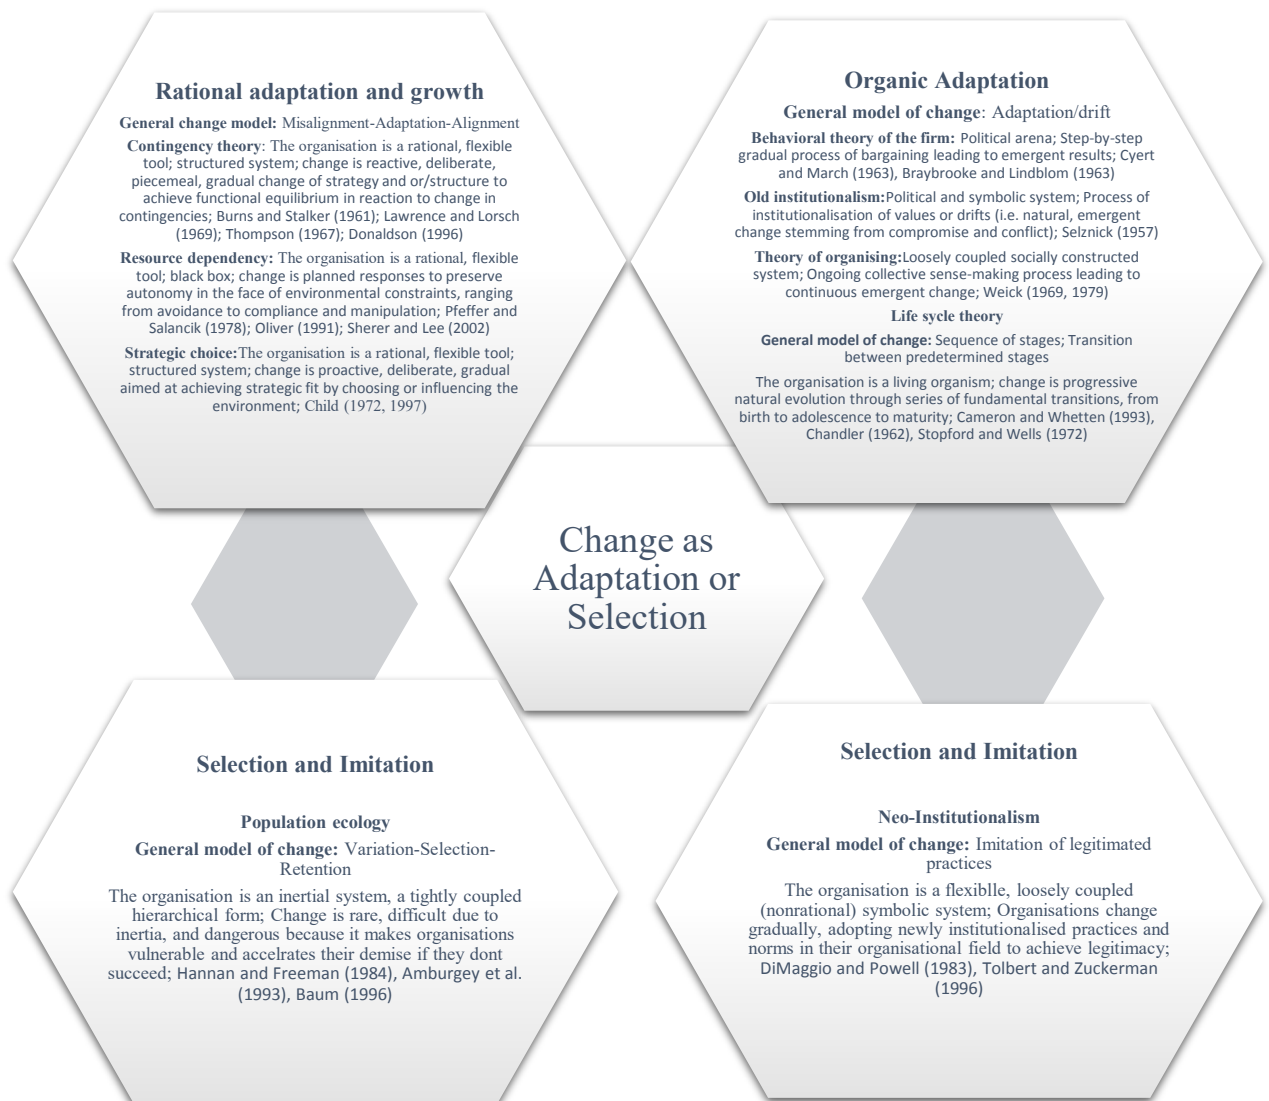 Rational adaptation and growth
General change model: Misalignment-Adaptation-Alignment
Contingency theory: The organisation is a rational, flexible
tool; structured system; change is reactive, deliberate,
piecemeal, gradual change of strategy and or/structure to
achieve functional equilibrium in reaction to change in
contingencies; Burns and Stalker (1961); Lawrence and Lorsch
(1969); Thompson (1967); Donaldson (1996)
Resource dependency: The organisation is a rational, flexible
tool; black box; change is planned responses to preserve
autonomy in the face of environmental constraints, ranging
from avoidance to compliance and manipulation; Pfeffer and
Salancik (1978); Oliver (1991); Sherer and Lee (2002)
Strategic choice:The organisation is a rational, flexible tool;
structured system; change is proactive, deliberate, gradual
aimed at achieving strategic fit by choosing or influencing the
environment; Child (1972, 1997)
Organic Adaptation
General model of change: Adaptation/drift
Behavioral theory of the firm: Political arena; Step-by-step
gradual process of bargaining leading to emergent results; Cyert
and March (1963), Braybrooke and Lindblom (1963)
Old institutionalism:Political and symbolic system; Process of
institutionalisation of values or drifts (i.e. natural, emergent
change stemming from compromise and conflict); Selznick (1957)
Theory of organising:Loosely coupled socially constructed
system; Ongoing collective sense-making process leading to
continuous emergent change; Weick (1969, 1979)
Life sycle theory
General model of change: Sequence of stages; Transition
between predetermined stages
The organisation is a living organism; change is progressive
natural evolution through series of fundamental transitions, from
birth to adolescence to maturity; Cameron and Whetten (1993),
Chandler (1962), Stopford and Wells (1972)
Change as
Adaptation or
Selection
Selection and Imitation
Population ecology
General model of change: Variation-Selection-
Retention
The organisation is an inertial system, a tightly coupled
hierarchical form; Change is rare, difficult due to
inertia, and dangerous because it makes organisations
vulnerable and accelrates their demise if they dont
succeed; Hannan and Freeman (1984), Amburgey et al.
(1993), Baum (1996)
Selection and Imitation
Neo-Institutionalism
General model of change: Imitation of legitimated
practices
The organisation is a flexiblle, loosely coupled
(nonrational) symbolic system; Organisations change
gradually, adopting newly institutionalised practices and
norms in their organisational field to achieve legitimacy;
DiMaggio and Powell (1983), Tolbert and Zuckerman
(1996)